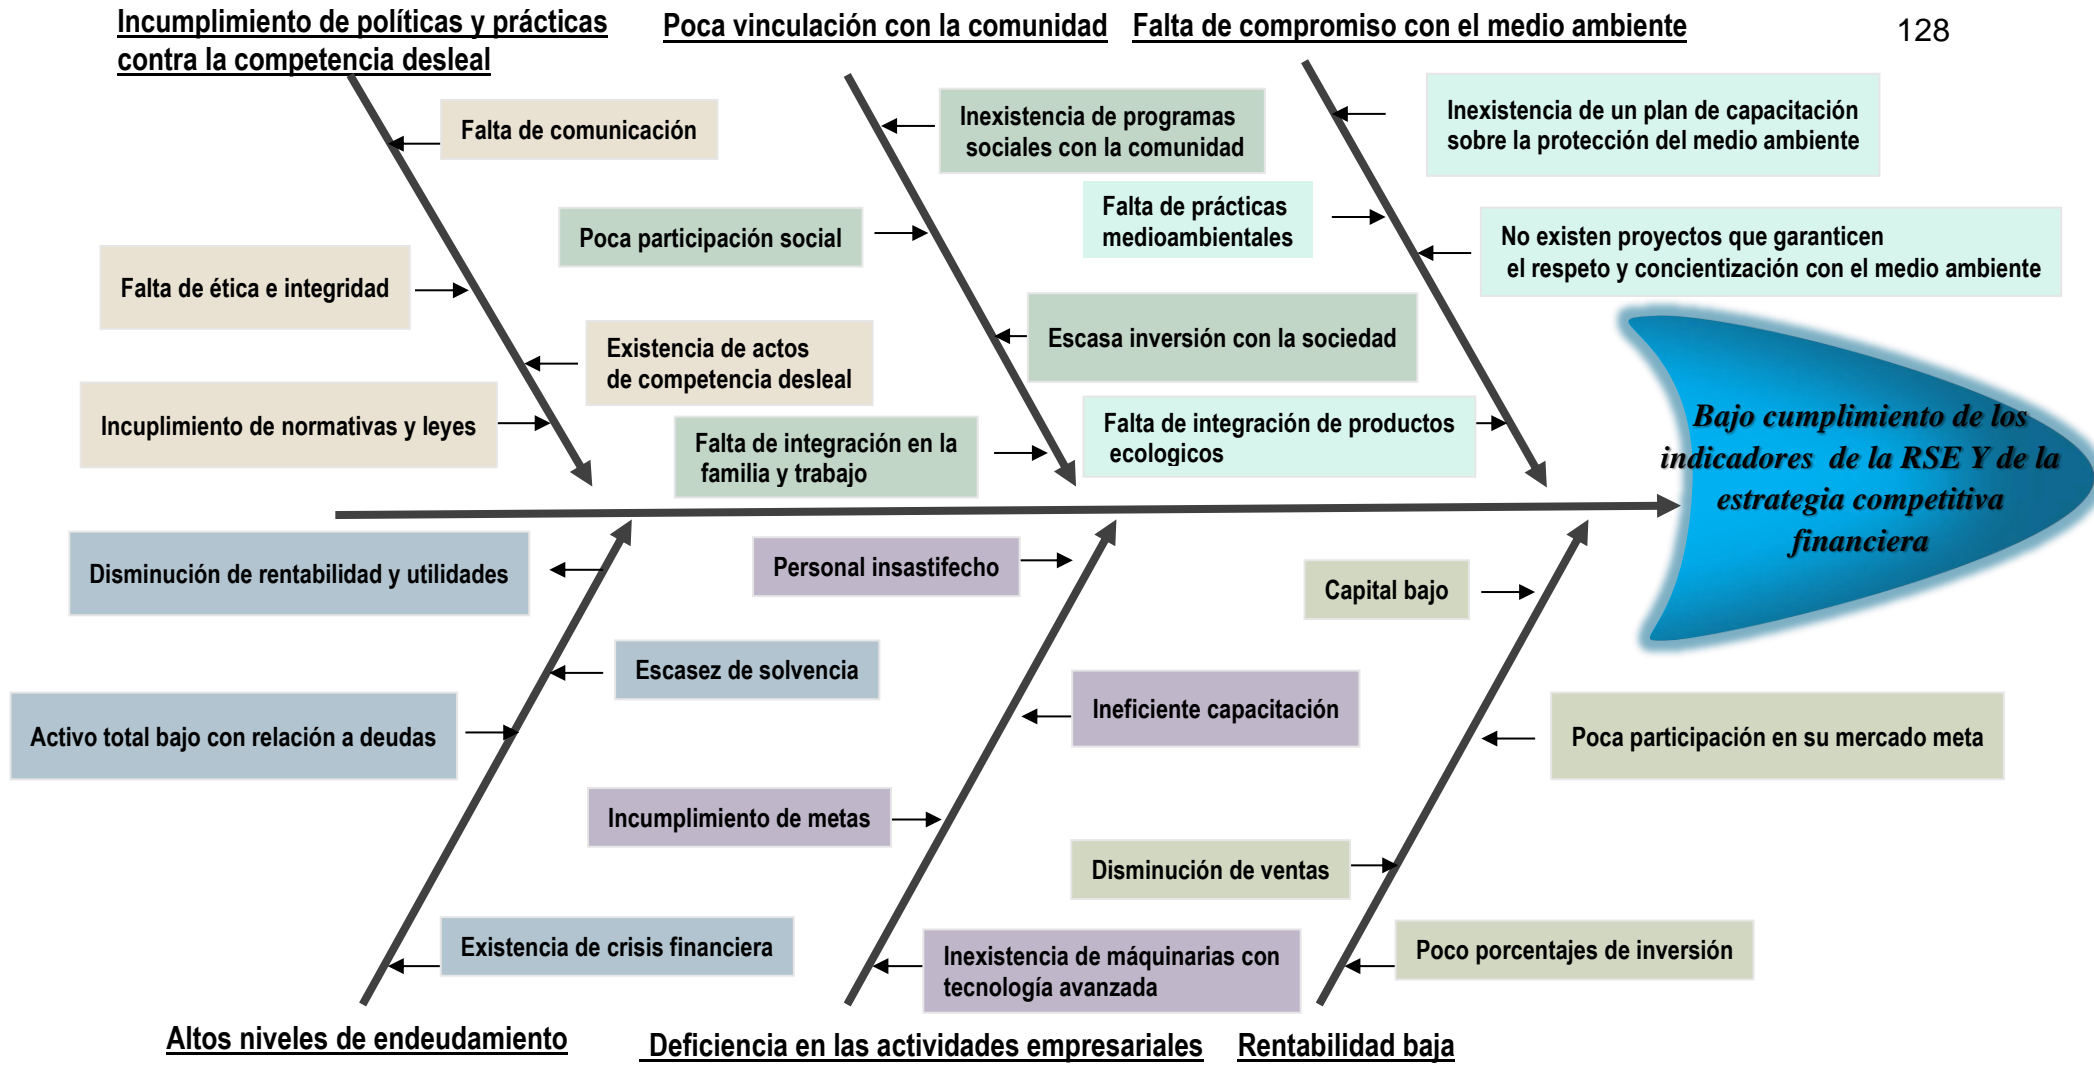 Incumplimiento de políticas y prácticas
contra la competencia desleal
Poca vinculación con la comunidad
Falta de compromiso con el medio ambiente
128
Falta de comunicación
Inexistencia de programas
sociales con la comunidad
Inexistencia de un plan de capacitación
sobre la protección del medio ambiente
Falta de prácticas
medioambientales
Poca participación social
No existen proyectos que garanticen
el respeto y concientización con el medio ambiente
Falta de ética e integridad
Escasa inversión con la sociedad
Existencia de actos
de competencia desleal
Incuplimiento de normativas y leyes
Falta de integración en la
familia y trabajo
Falta de integración de productos
ecologicos
Bajo cumplimiento de los
indicadores de la RSE Y de la
estrategia competitiva
financiera
Disminución de rentabilidad y utilidades
Personal insastifecho
Capital bajo
Escasez de solvencia
Ineficiente capacitación
Activo total bajo con relación a deudas
Poca participación en su mercado meta
Incumplimiento de metas
Disminución de ventas
Existencia de crisis financiera
Inexistencia de máquinarias con
tecnología avanzada
Poco porcentajes de inversión
Altos niveles de endeudamiento
Deficiencia en las actividades empresariales
Rentabilidad baja